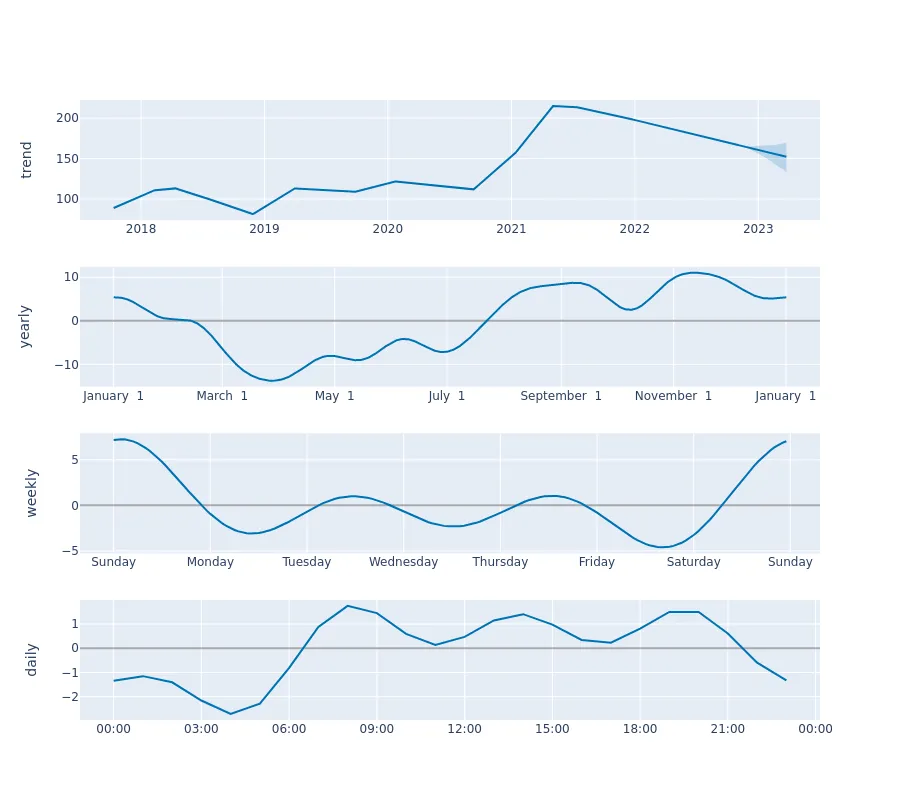 trend
200
150
100
2018 2019 2020 2021 2022 2023
yearly
10
0
−10
January 1 March 1 May 1 July 1 September 1 November 1 January 1
weekly
5
0
−5
Sunday Monday Tuesday Wednesday Thursday Friday Saturday Sunday
daily
1
0
−1
−2
00:00 03:00 06:00 09:00 12:00 15:00 18:00 21:00 00:00